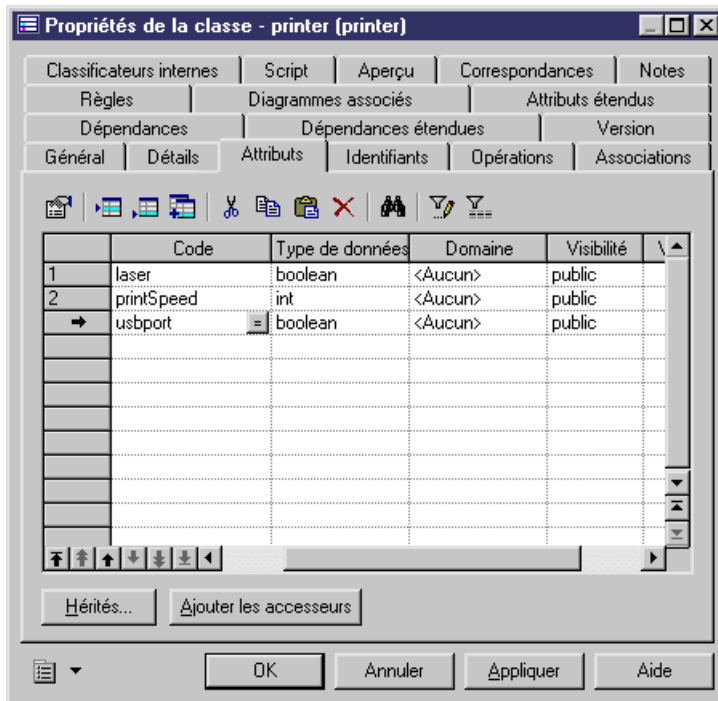 Propriétés de la classe - printer (printer)
Classificateurs internes Script Aperçu Correspondances Notes
Règles Diagrammes associés Attributs étendus
Dépendances Dépendances étendues Version
Général Détails Attributs Identifiants Opérations Associations
Code Type de données Domaine Visibilité
1 laser boolean <Aucun> public
2 printSpeed int <Aucun> public
usbport = boolean <Aucun> public
Hérités... Ajouter les accesseurs
OK Annuler Appliquer Aide